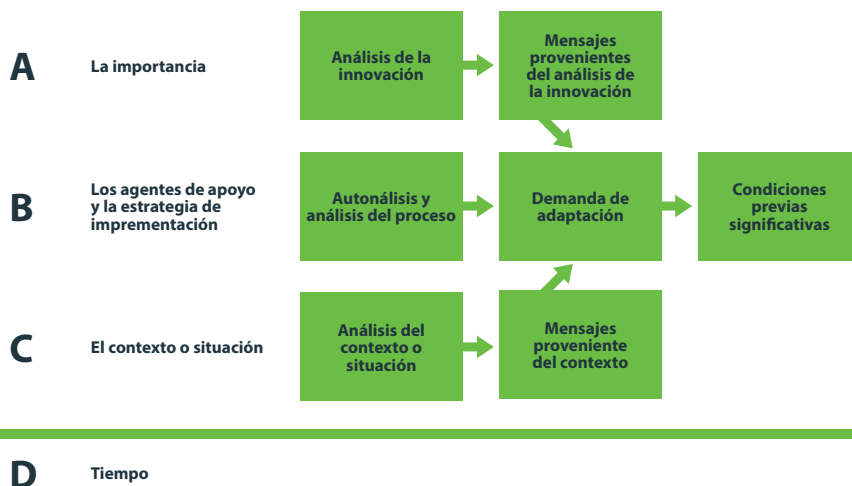 A
La importancia
Análisis de la
innovación
Mensajes
provenientes
del análisis de
la innovación
B
Los agentes de apoyo
y la estrategia de
imprementación
Autonálisis y
análisis del proceso
Demanda de
adaptación
Condiciones
previas
significativas
C
El contexto o situación
Análisis del
contexto o
situación
Mensajes
proveniente
del contexto
D
Tiempo